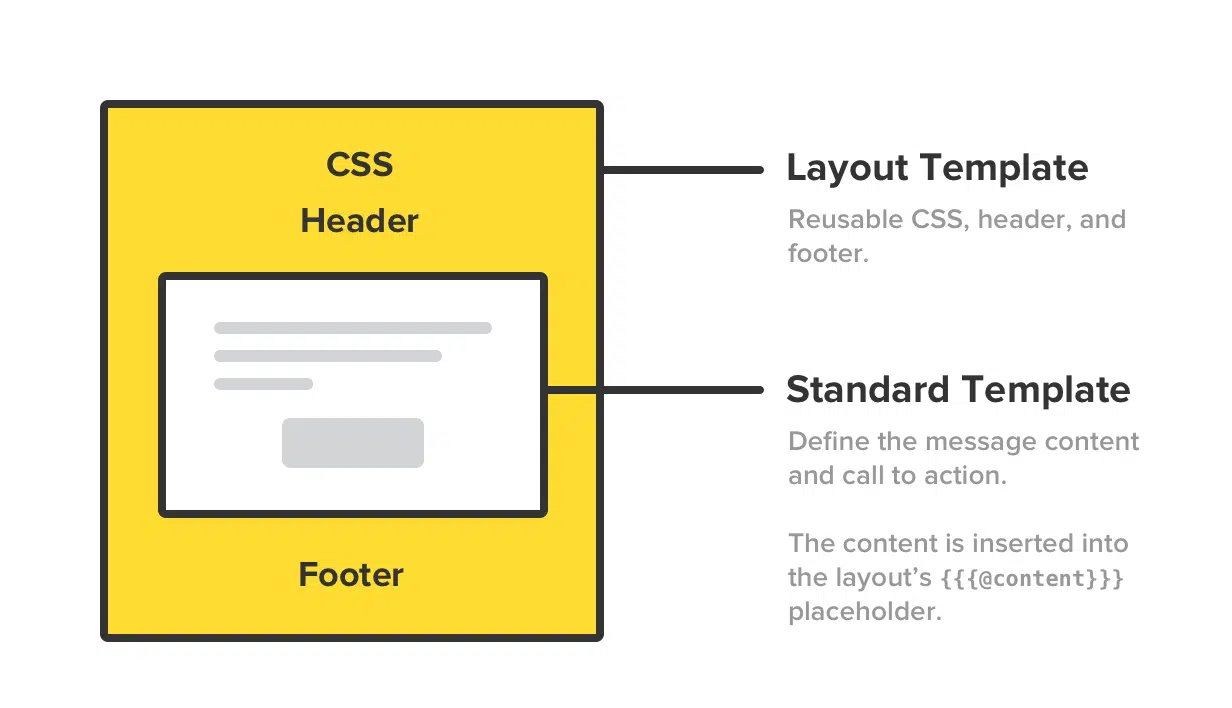 CSS
Header
Footer
Layout Template
Reusable CSS, header, and
footer.
Standard Template
Define the message content
and call to action.
The content is inserted into
the layout’s {{{@content}}}
placeholder.